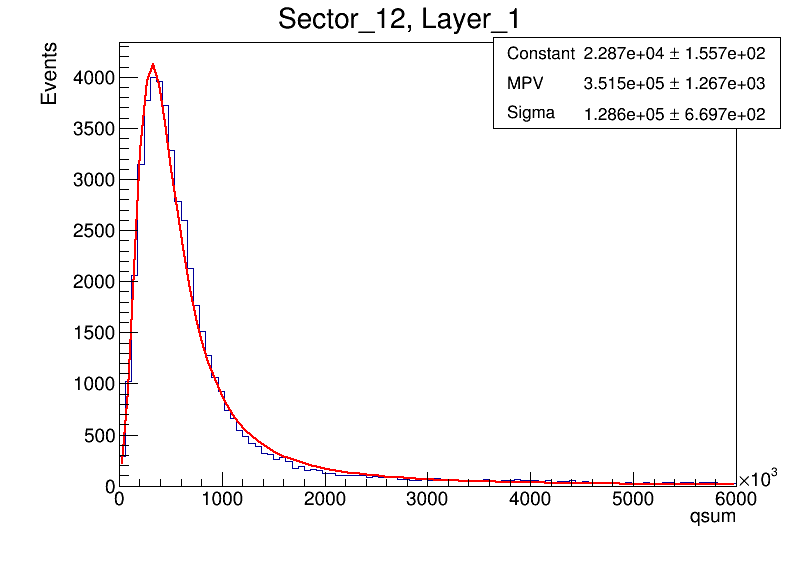 Sector_12, Layer_1
Constant 2.287e+04 ± 1.557e+02
MPV 3.515e+05 ± 1.267e+03
Sigma 1.286e+05 ± 6.697e+02
Events
4000
3500
3000
2500
2000
1500
1000
500
0
0 1000 2000 3000 4000 5000 6000
×10³
qsum